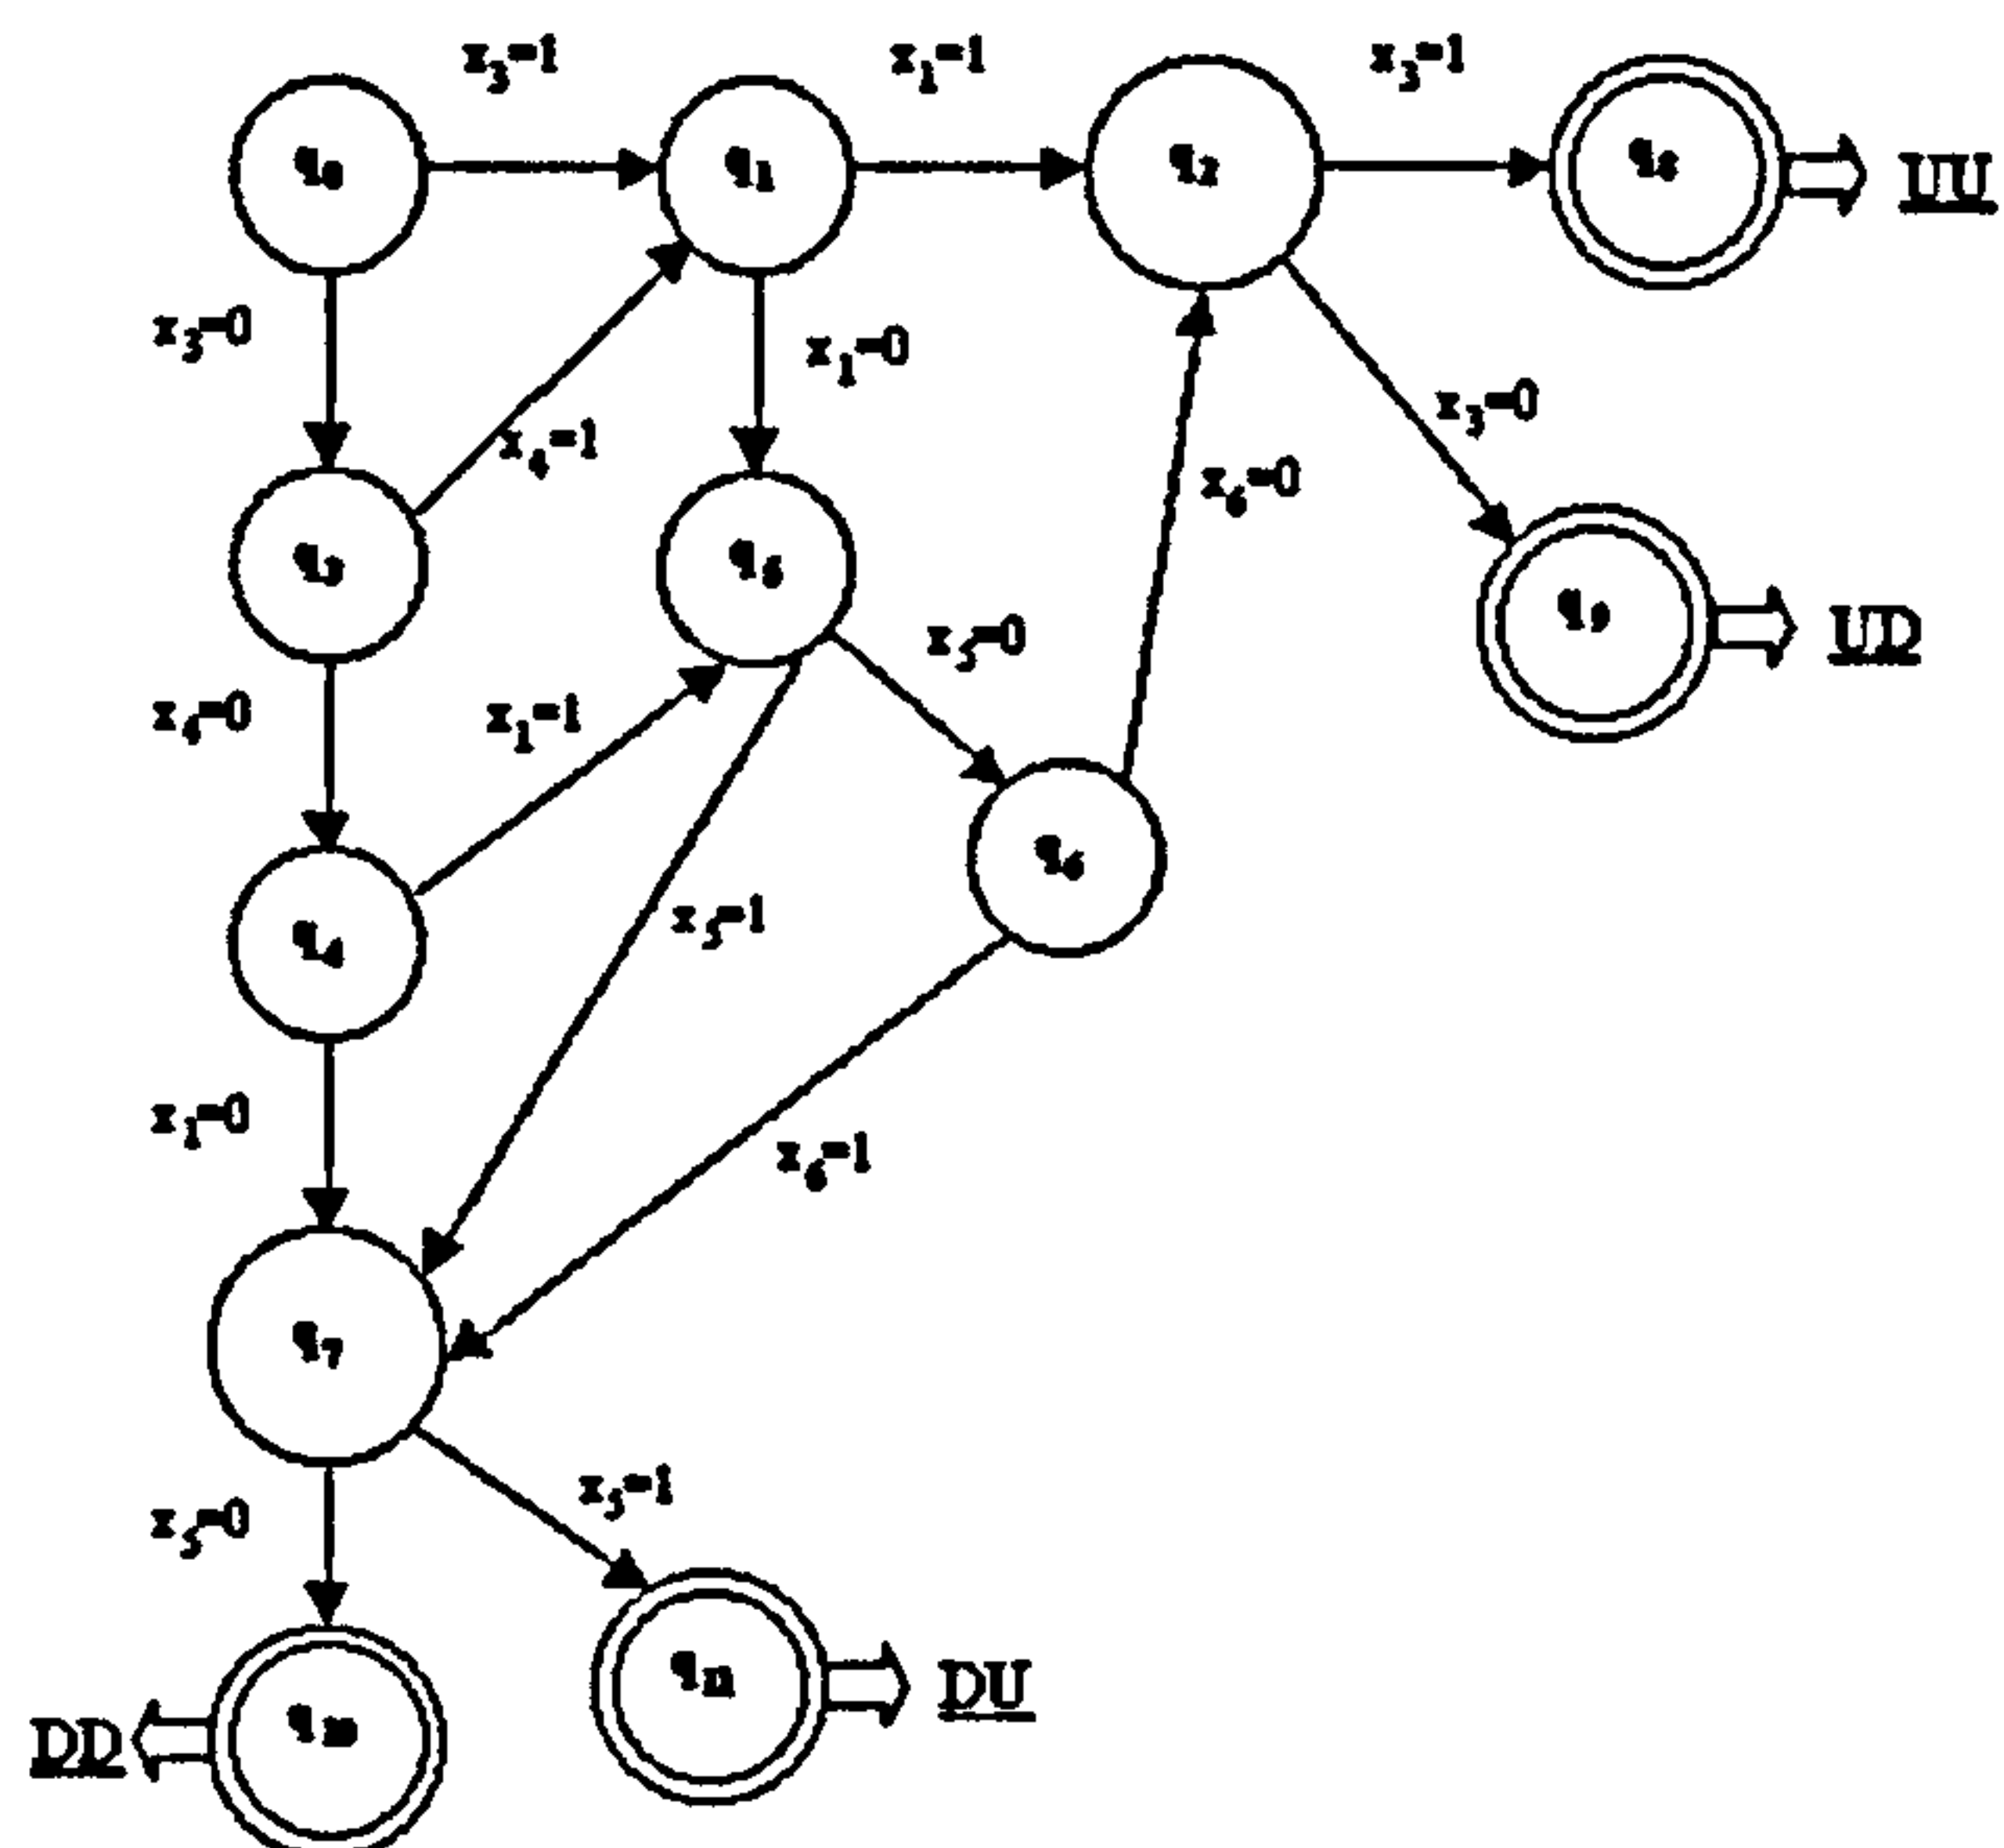 x₃=1 x₁=1 x₃=1
q₀ q₁ q₂ q₈ UU
x₃=0 x₁=0
x₃=0
x₄=1
x₆=0
q₃ q₅ q₉ UD
x₅=0
x₄=0 x₁=1
q₆
q₄ x₅=1
x₁=0 x₆=1
q₇
x₅=1
x₅=0
q₁₁ DU
DD q₁₀